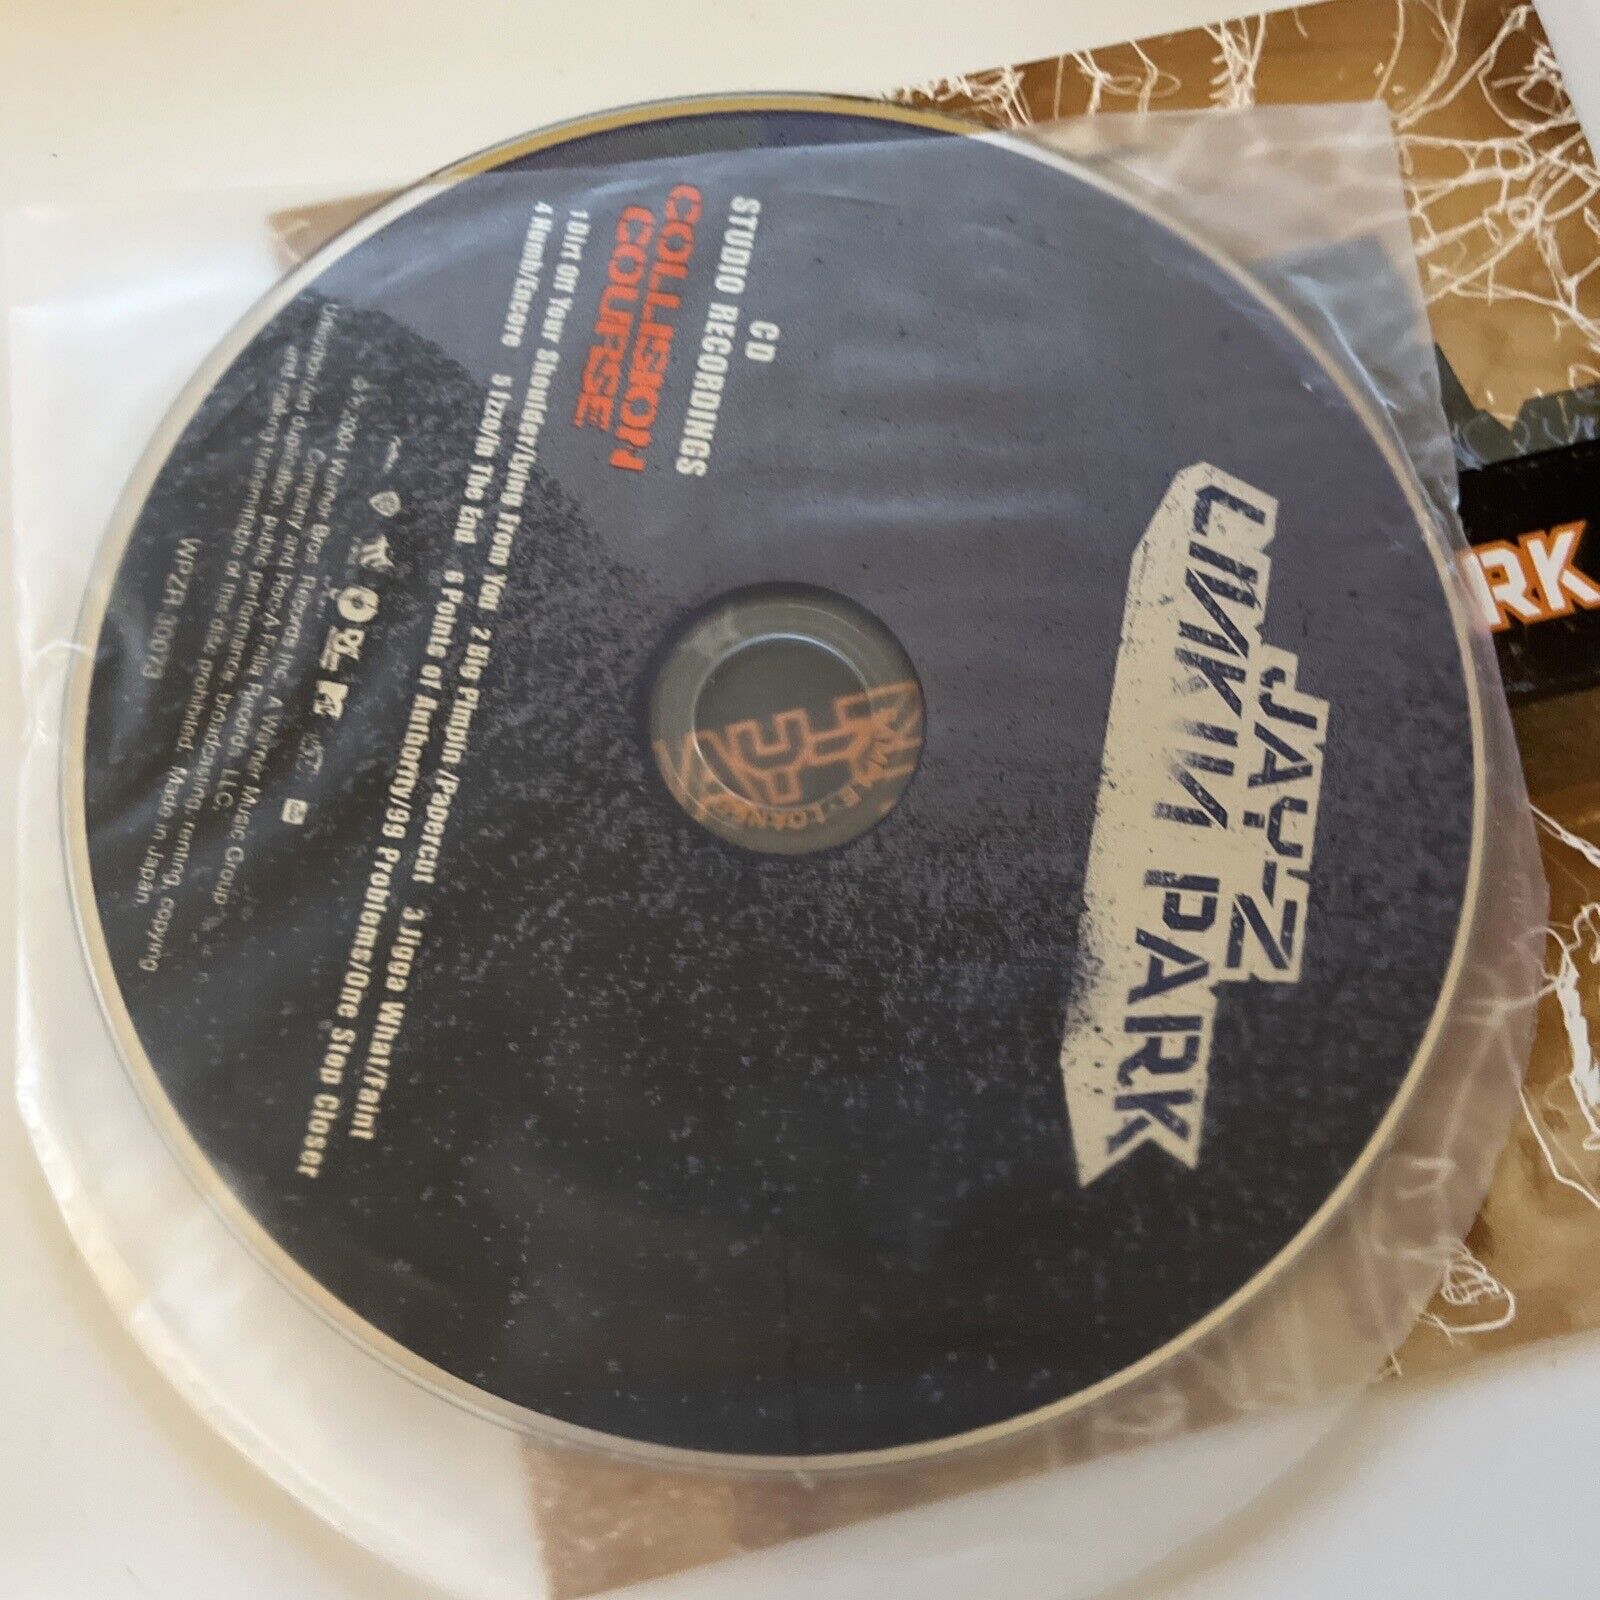 JAY-Z
LINKIN PARK
CD
STUDIO RECORDINGS
COLLISION
COURSE
1 Dirt Off Your Shoulder/Lying From You 2 Big Pimpin'/Papercut 3 Jigga What/Faint
4 Numb/Encore 5 Izzo/In The End 6 Points of Authority/99 Problems/One Step Closer
2004 Warner Bros. Records Inc., A Warner Music Group
Company and Roc-A-Fella Records, LLC.
Unauthorized duplication, public performance, broadcasting, renting, copying
and making transmittable of this disc prohibited. Made in Japan
WPZR 30073
RK